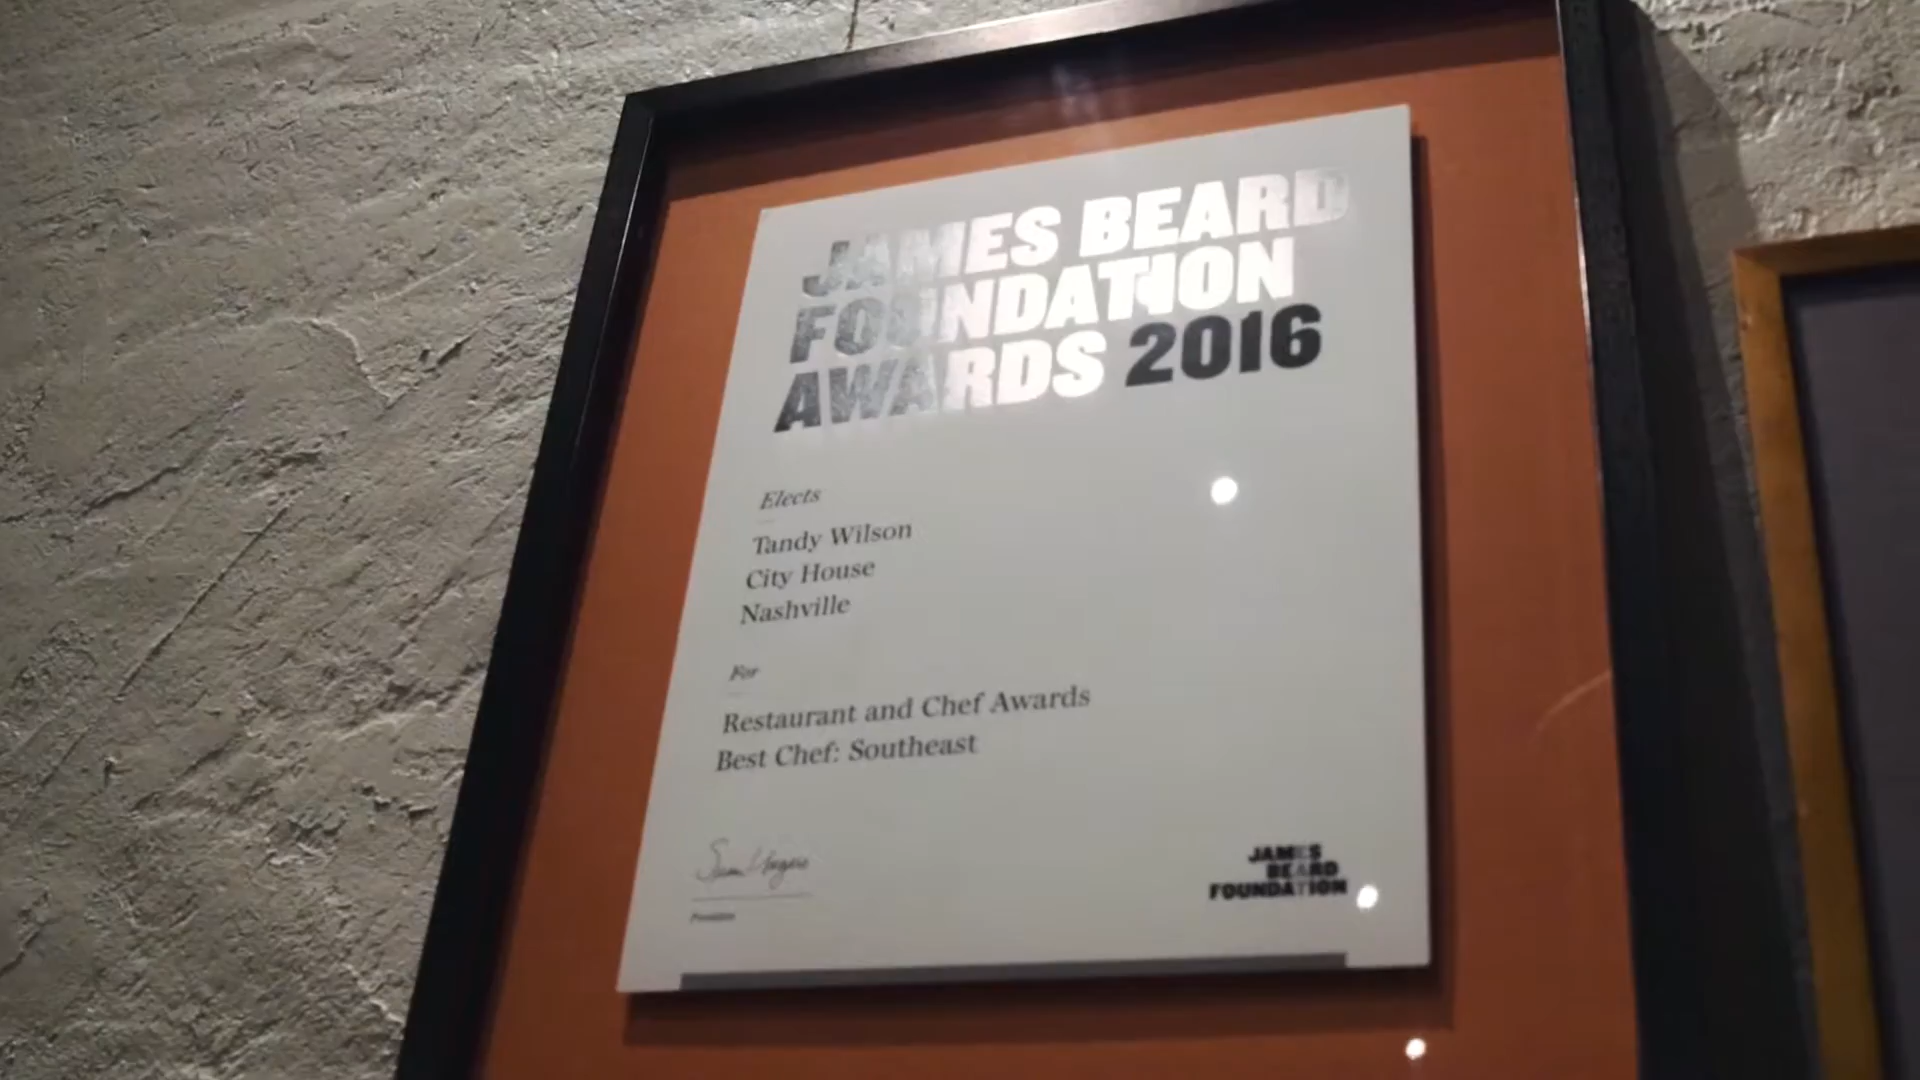 JAMES BEARD
FOUNDATION
AWARDS 2016
Elects
Tandy Wilson
City House
Nashville
For
Restaurant and Chef Awards
Best Chef: Southeast
President
JAMES
BEARD
FOUNDATION